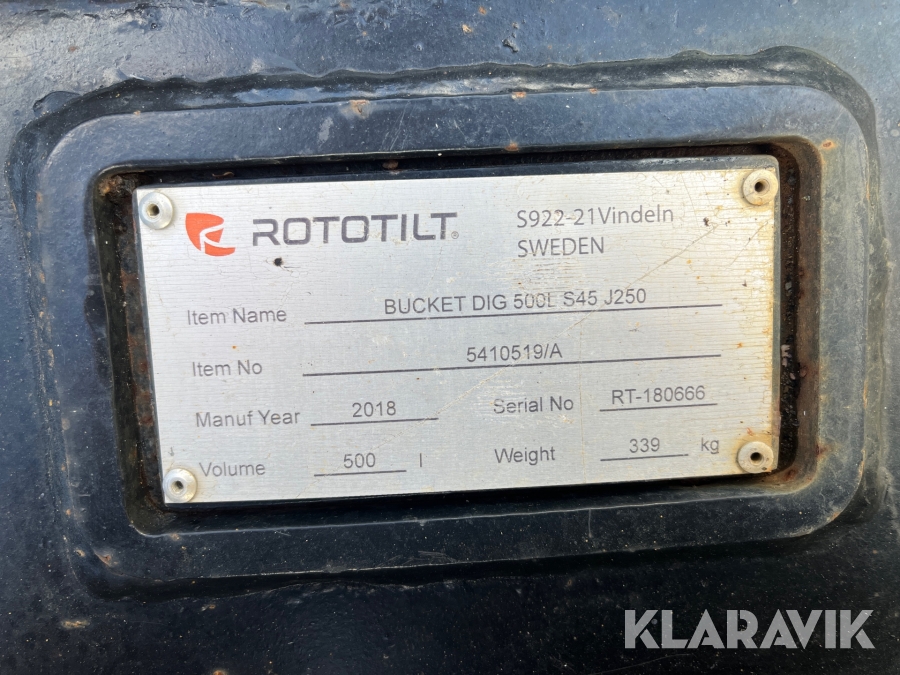 ROTOTILT®
S922-21Vindeln
SWEDEN
Item Name BUCKET DIG 500L S45 J250
Item No 5410519/A
Manuf Year 2018 Serial No RT-180666
Volume 500 l Weight 339 kg
KLARAVIK